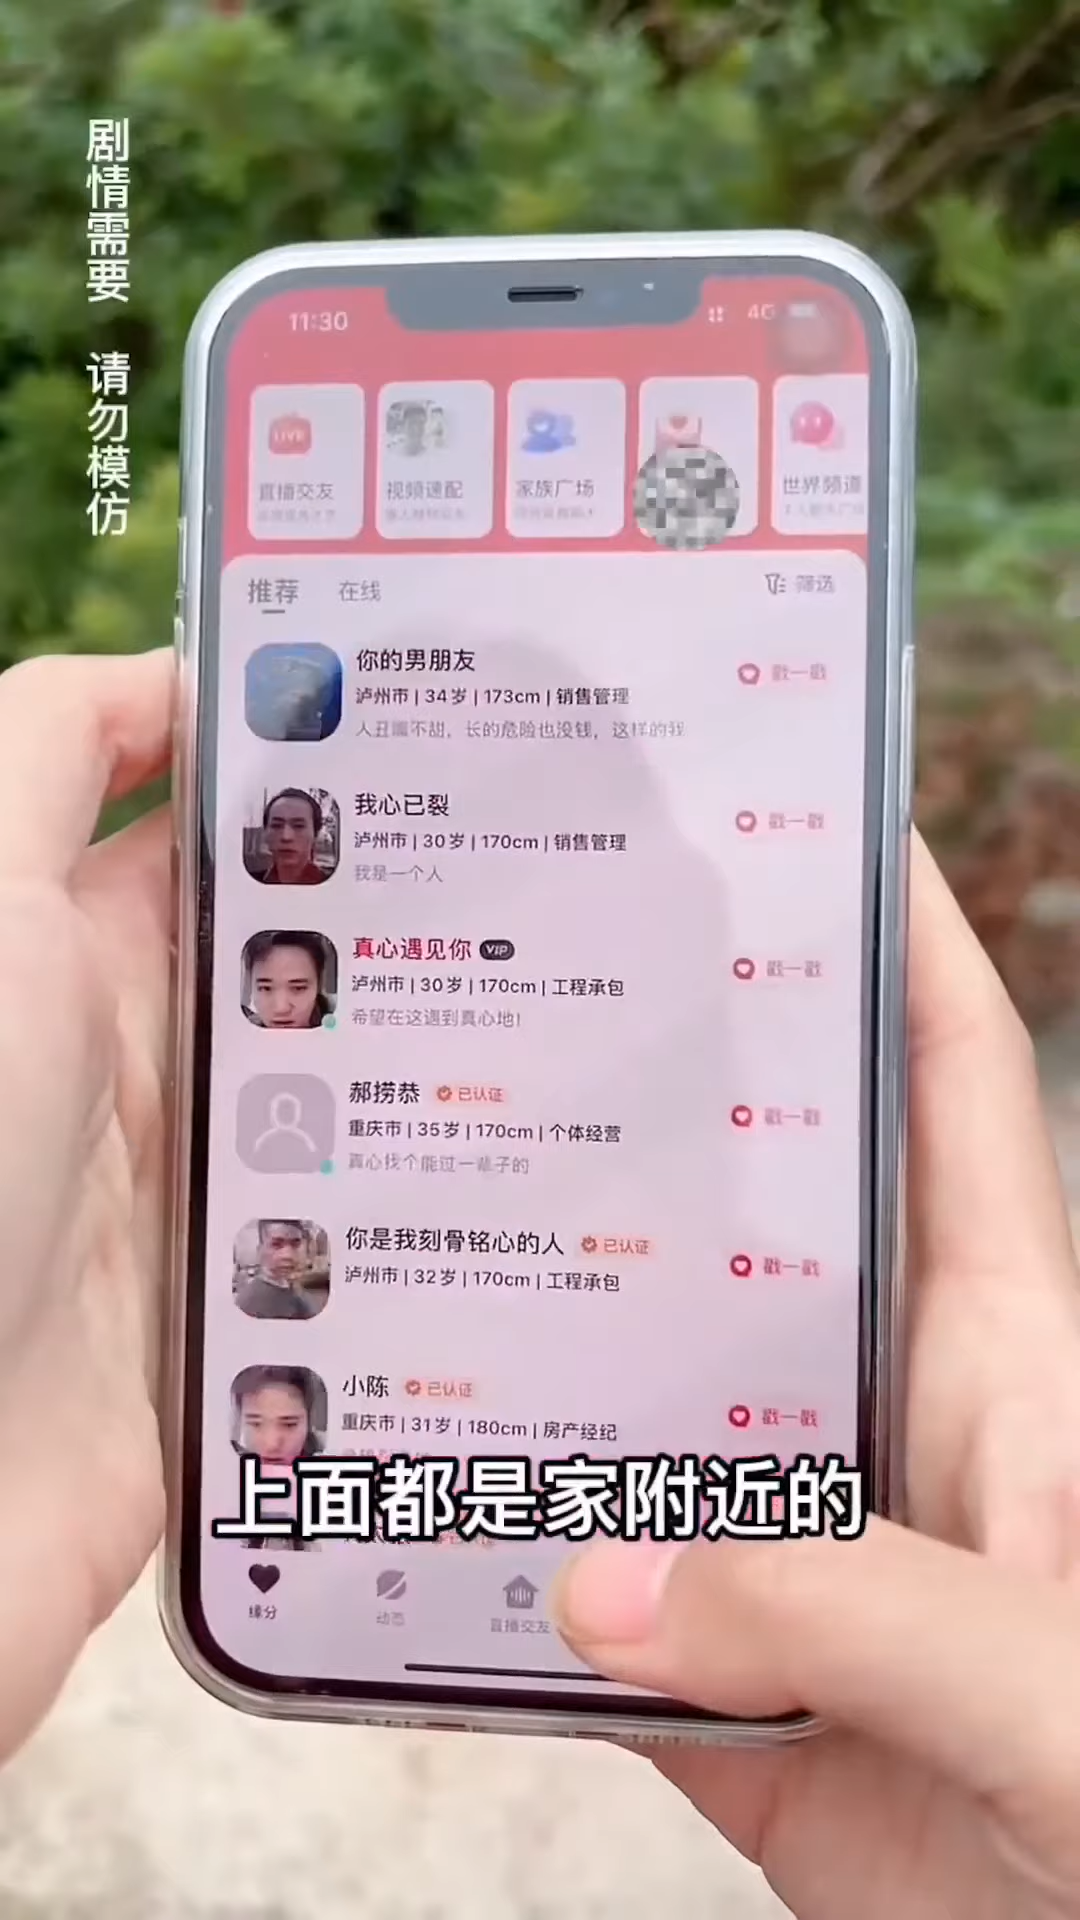 剧情需要 请勿模仿
11:30
4G
LIVE
直播交友
视频速配
家族广场
世界频道
推荐
在线
筛选
你的男朋友
戳一戳
泸州市 | 34岁 | 173cm | 销售管理
人丑嘴不甜，长的危险也没钱，这样的我
我心已裂
戳一戳
泸州市 | 30岁 | 170cm | 销售管理
我是一个人
真心遇见你 VIP
戳一戳
泸州市 | 30岁 | 170cm | 工程承包
希望在这遇到真心地!
郝捞恭 已认证
戳一戳
重庆市 | 35岁 | 170cm | 个体经营
真心找个能过一辈子的
你是我刻骨铭心的人 已认证
戳一戳
泸州市 | 32岁 | 170cm | 工程承包
小陈 已认证
戳一戳
重庆市 | 31岁 | 180cm | 房产经纪
上面都是家附近的
缘分
动态
直播交友